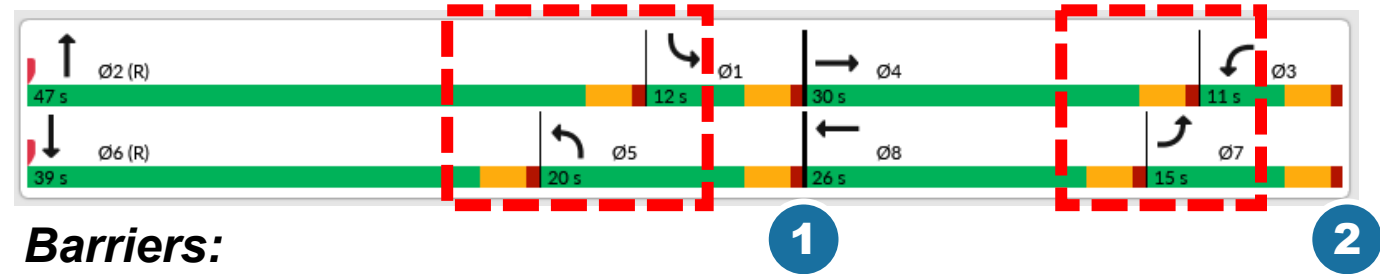 Ø2 (R) Ø1 Ø4 Ø3
47 s 12 s 30 s 11 s
Ø6 (R) Ø5 Ø8 Ø7
39 s 20 s 26 s 15 s
Barriers: 1 2